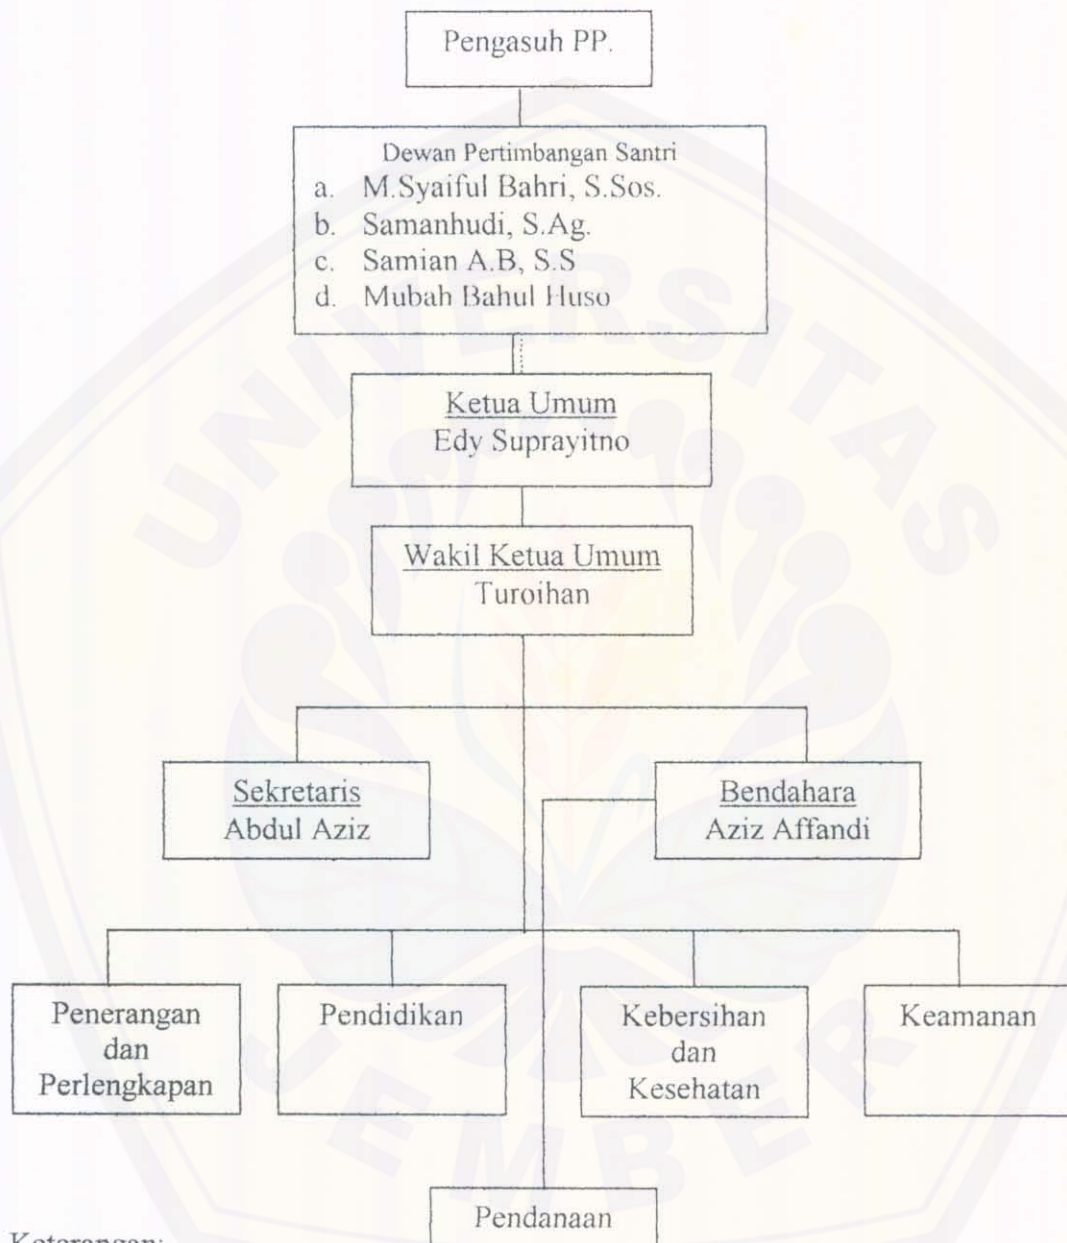 Pengasuh PP.
Dewan Pertimbangan Santri
a. M.Syaiful Bahri, S.Sos.
b. Samanhudi, S.Ag.
c. Samian A.B, S.S
d. Mubah Bahul Huso
Ketua Umum
Edy Suprayitno
Wakil Ketua Umum
Turoihan
Sekretaris
Abdul Aziz
Bendahara
Aziz Affandi
Penerangan
dan
Perlengkapan
Pendidikan
Kebersihan
dan
Kesehatan
Keamanan
Pendanaan
Keterangan:
UNIVERSITAS
JEMBER